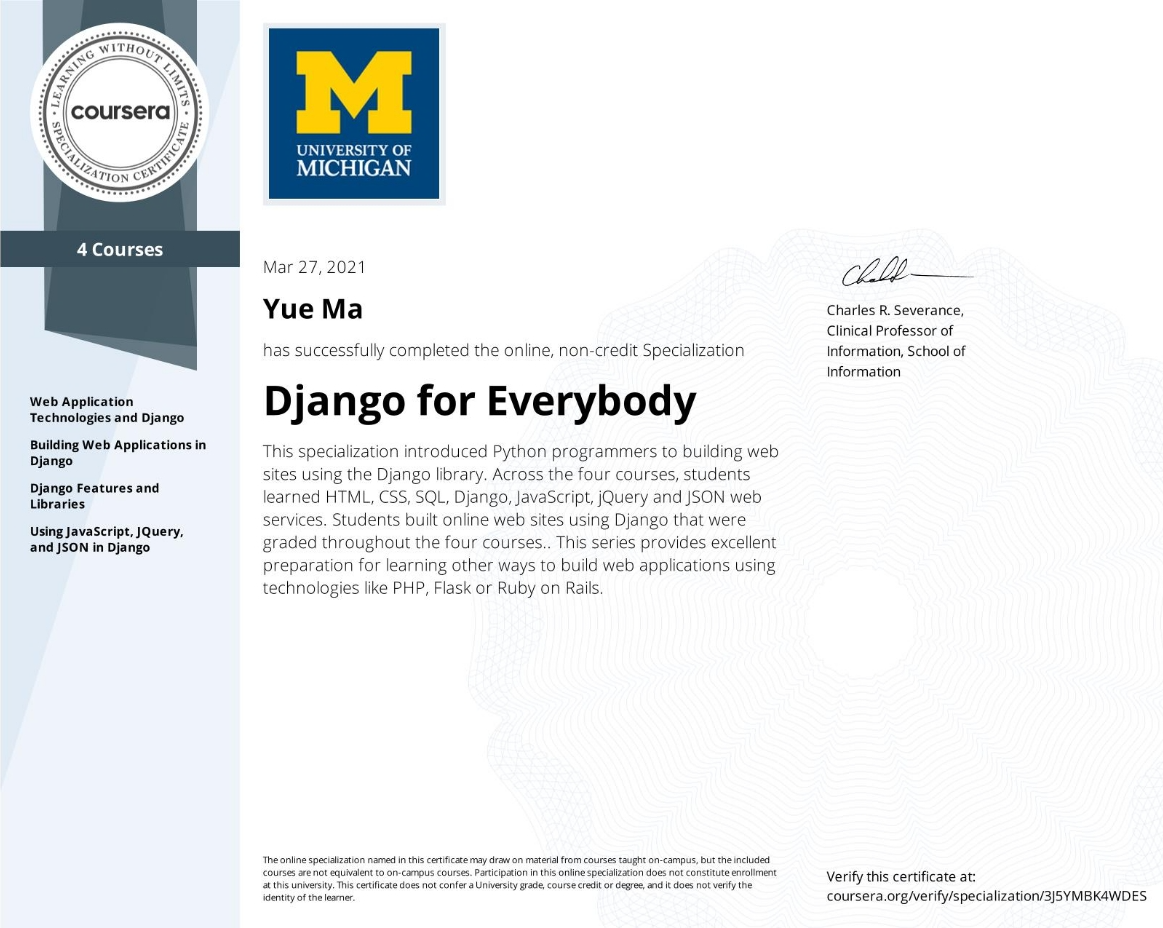 LEARNING WITHOUT LIMITS
coursera
SPECIALIZATION CERTIFICATE
M
UNIVERSITY OF
MICHIGAN
4 Courses
Web Application
Technologies and Django
Building Web Applications in
Django
Django Features and
Libraries
Using JavaScript, JQuery,
and JSON in Django
Mar 27, 2021
Yue Ma
has successfully completed the online, non-credit Specialization
Django for Everybody
This specialization introduced Python programmers to building web
sites using the Django library. Across the four courses, students
learned HTML, CSS, SQL, Django, JavaScript, jQuery and JSON web
services. Students built online web sites using Django that were
graded throughout the four courses.. This series provides excellent
preparation for learning other ways to build web applications using
technologies like PHP, Flask or Ruby on Rails.
Charles R. Severance,
Clinical Professor of
Information, School of
Information
The online specialization named in this certificate may draw on material from courses taught on-campus, but the included
courses are not equivalent to on-campus courses. Participation in this online specialization does not constitute enrollment
at this university. This certificate does not confer a University grade, course credit or degree, and it does not verify the
identity of the learner.
Verify this certificate at:
coursera.org/verify/specialization/3J5YMBK4WDES